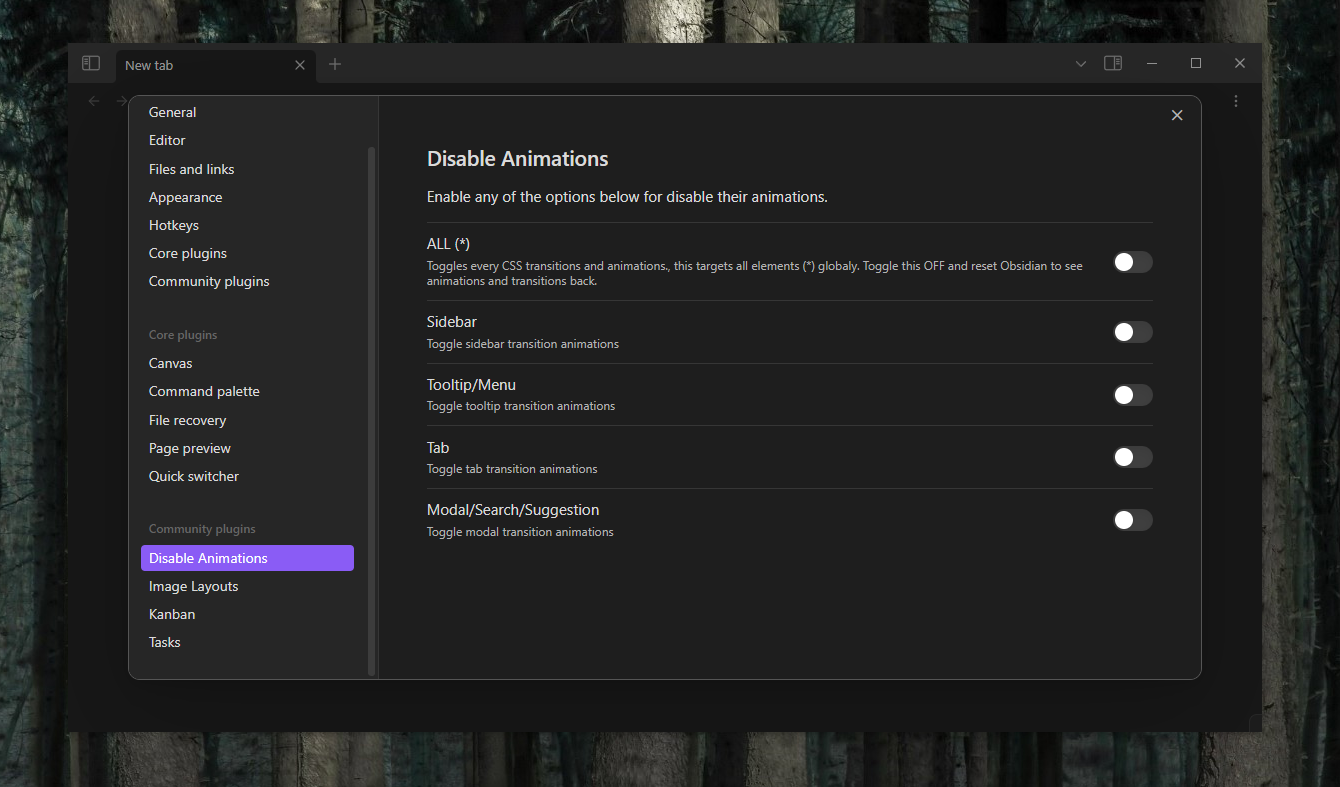 New tab
General
Editor
Files and links
Appearance
Hotkeys
Core plugins
Community plugins
Core plugins
Canvas
Command palette
File recovery
Page preview
Quick switcher
Community plugins
Disable Animations
Image Layouts
Kanban
Tasks
Disable Animations
Enable any of the options below for disable their animations.
ALL (*)
Toggles every CSS transitions and animations., this targets all elements (*) globaly. Toggle this OFF and reset Obsidian to see
animations and transitions back.
Sidebar
Toggle sidebar transition animations
Tooltip/Menu
Toggle tooltip transition animations
Tab
Toggle tab transition animations
Modal/Search/Suggestion
Toggle modal transition animations